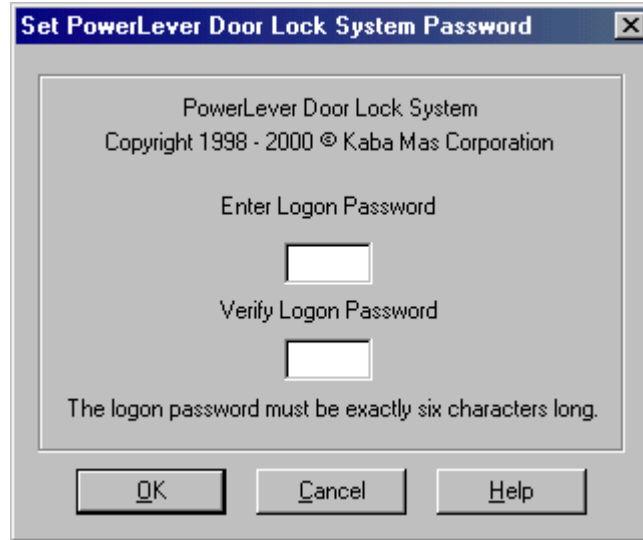 Set PowerLever Door Lock System Password
PowerLever Door Lock System
Copyright 1998 - 2000 © Kaba Mas Corporation
Enter Logon Password
Verify Logon Password
The logon password must be exactly six characters long.
OK
Cancel
Help